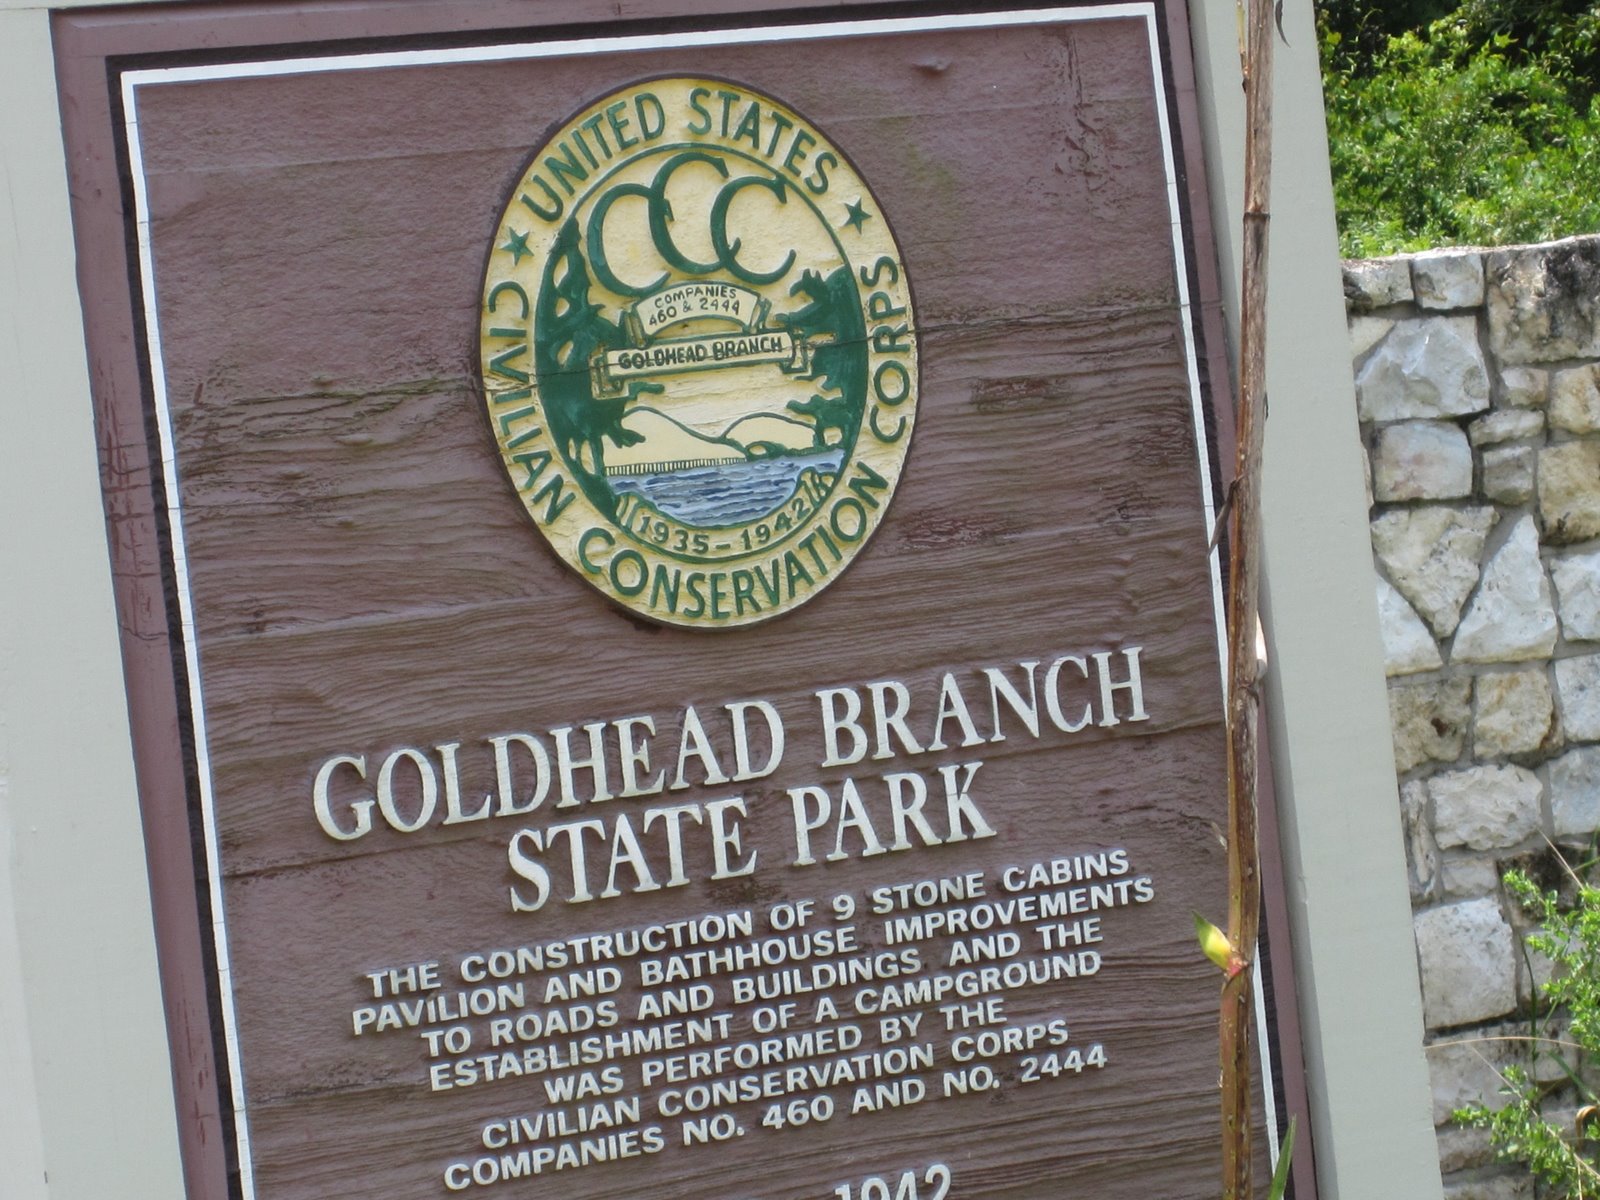 UNITED STATES
CCC
COMPANIES
460 & 2444
GOLDHEAD BRANCH
1935-1942
CIVILIAN CONSERVATION CORPS
GOLDHEAD BRANCH
STATE PARK
THE CONSTRUCTION OF 9 STONE CABINS
PAVILION AND BATHHOUSE IMPROVEMENTS
TO ROADS AND BUILDINGS AND THE
ESTABLISHMENT OF A CAMPGROUND
WAS PERFORMED BY THE
CIVILIAN CONSERVATION CORPS
COMPANIES NO. 460 AND NO. 2444
1942